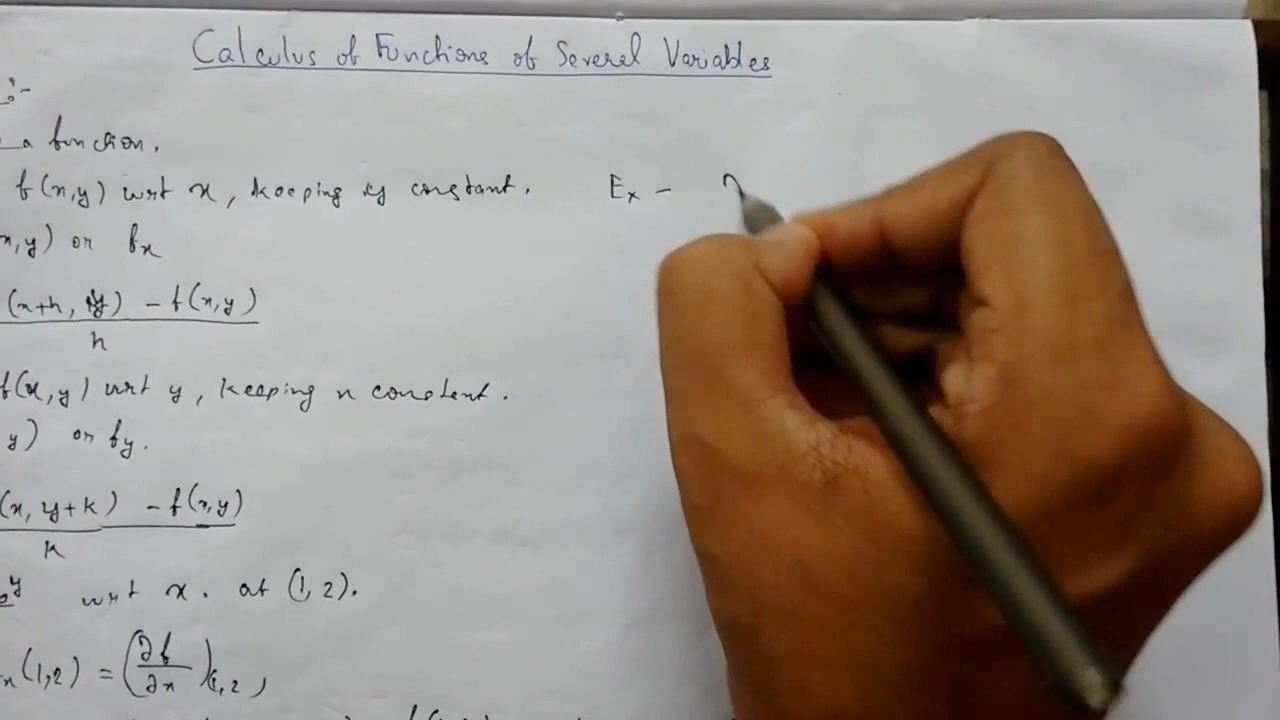 Calculus of Functions of Several Variables
:-
a function.
f(x,y) wrt x, keeping y constant.
Ex -
x,y) or fx
(x+h, y) - f(x,y)
h
f(x,y) wrt y, keeping x constant.
y) or fy.
(x, y+k) - f(x,y)
k
y wrt x. at (1,2).
x(1,2) = (∂f/∂x)(1,2)